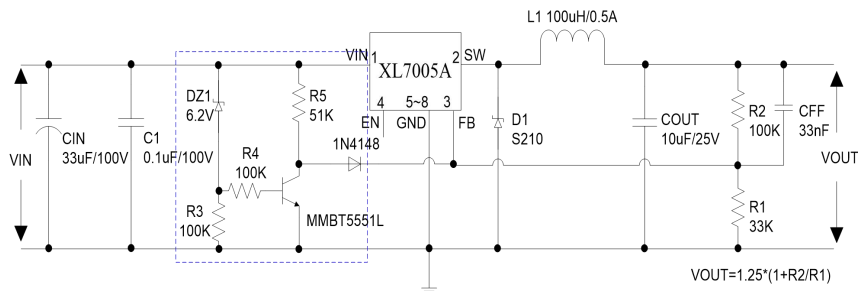 L1 100uH/0.5A
VIN 1
2 SW
XL7005A
4
5~8
3
EN
GND
FB
DZ1
6.2V
R5
51K
CIN
33uF/100V
C1
0.1uF/100V
VIN
R4
100K
1N4148
R3
100K
MMBT5551L
D1
S210
COUT
10uF/25V
R2
100K
CFF
33nF
VOUT
R1
33K
VOUT=1.25*(1+R2/R1)